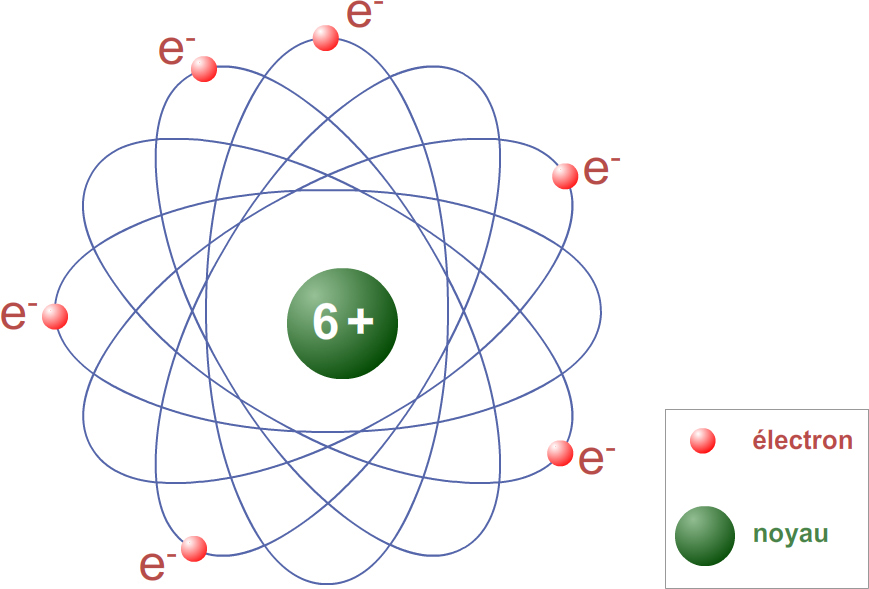 e-
e-
e-
e-
6 +
e-
e-
électron
noyau